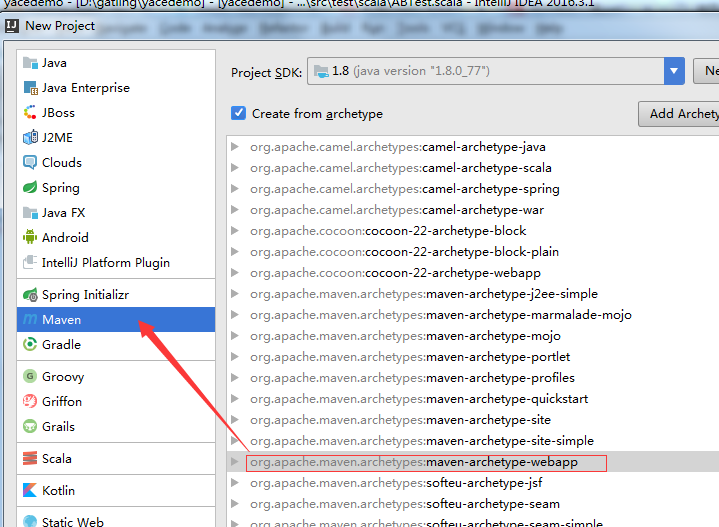 yacedemo - [D:\gatling\yacedemo] - [yacedemo] - ...\src\test\scala\ABTest.scala - IntelliJ IDEA 2016.3.1
New Project
Java
Java Enterprise
JBoss
J2ME
Clouds
Spring
Java FX
Android
IntelliJ Platform Plugin
Spring Initializr
Maven
Gradle
Groovy
Griffon
Grails
Scala
Kotlin
Static Web
Project SDK: 1.8 (java version "1.8.0_77") Ne
Create from archetype Add Archety
org.apache.camel.archetypes:camel-archetype-java
org.apache.camel.archetypes:camel-archetype-scala
org.apache.camel.archetypes:camel-archetype-spring
org.apache.camel.archetypes:camel-archetype-war
org.apache.cocoon:cocoon-22-archetype-block
org.apache.cocoon:cocoon-22-archetype-block-plain
org.apache.cocoon:cocoon-22-archetype-webapp
org.apache.maven.archetypes:maven-archetype-j2ee-simple
org.apache.maven.archetypes:maven-archetype-marmalade-mojo
org.apache.maven.archetypes:maven-archetype-mojo
org.apache.maven.archetypes:maven-archetype-portlet
org.apache.maven.archetypes:maven-archetype-profiles
org.apache.maven.archetypes:maven-archetype-quickstart
org.apache.maven.archetypes:maven-archetype-site
org.apache.maven.archetypes:maven-archetype-site-simple
org.apache.maven.archetypes:maven-archetype-webapp
org.apache.maven.archetypes:softeu-archetype-jsf
org.apache.maven.archetypes:softeu-archetype-seam
org.apache.maven.archetypes:softeu-archetype-seam-simple